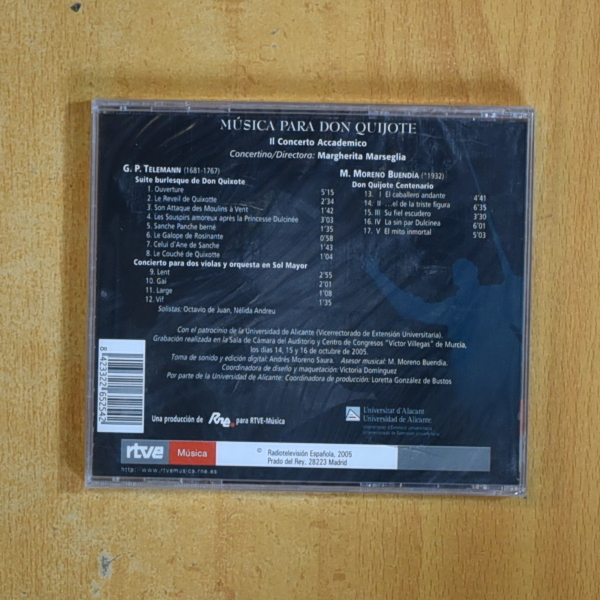 MÚSICA PARA DON QUIJOTE
Il Concerto Accademico
Concertino/Directora: Margherita Marseglia
G. P. TELEMANN (1681-1767)
Suite burlesque de Don Quixote
1. Ouverture 5'15
2. Le Reveil de Quixotte 2'34
3. Son Attaque des Moulins à Vent 1'42
4. Les Souspirs amoreux après la Princesse Dulcinée 3'03
5. Sanche Panche berné 1'35
6. Le Galope de Rosinante 0'58
7. Celui d'Ane de Sanche 1'43
8. Le Couché de Quixotte 1'04
Concierto para dos violas y orquesta en Sol Mayor
9. Lent 2'55
10. Gai 2'01
11. Large 1'08
12. Vif 1'35
Solistas: Octavio de Juan, Nélida Andreu
M. MORENO BUENDÍA (*1932)
Don Quijote Centenario
13. I El caballero andante 4'41
14. II ...el de la triste figura 6'35
15. III Su fiel escudero 3'30
16. IV La sin par Dulcinea 6'01
17. V El mito inmortal 5'03
Con el patrocinio de la Universidad de Alicante (Vicerrectorado de Extensión Universitaria).
Grabación realizada en la Sala de Cámara del Auditorio y Centro de Congresos "Víctor Villegas" de Murcia,
los días 14, 15 y 16 de octubre de 2005.
Toma de sonido y edición digital: Andrés Moreno Saura. Asesor musical: M. Moreno Buendía.
Coordinadora de diseño y maquetación: Victoria Domínguez
Por parte de la Universidad de Alicante: Coordinadora de producción: Loretta González de Bustos
8423322652542
Una producción de Rne para RTVE-Música
Universitat d'Alacant
Universidad de Alicante
rtve Música
© Radiotelevisión Española, 2005
Prado del Rey, 28223 Madrid
http://www.rtvemusica.rne.es